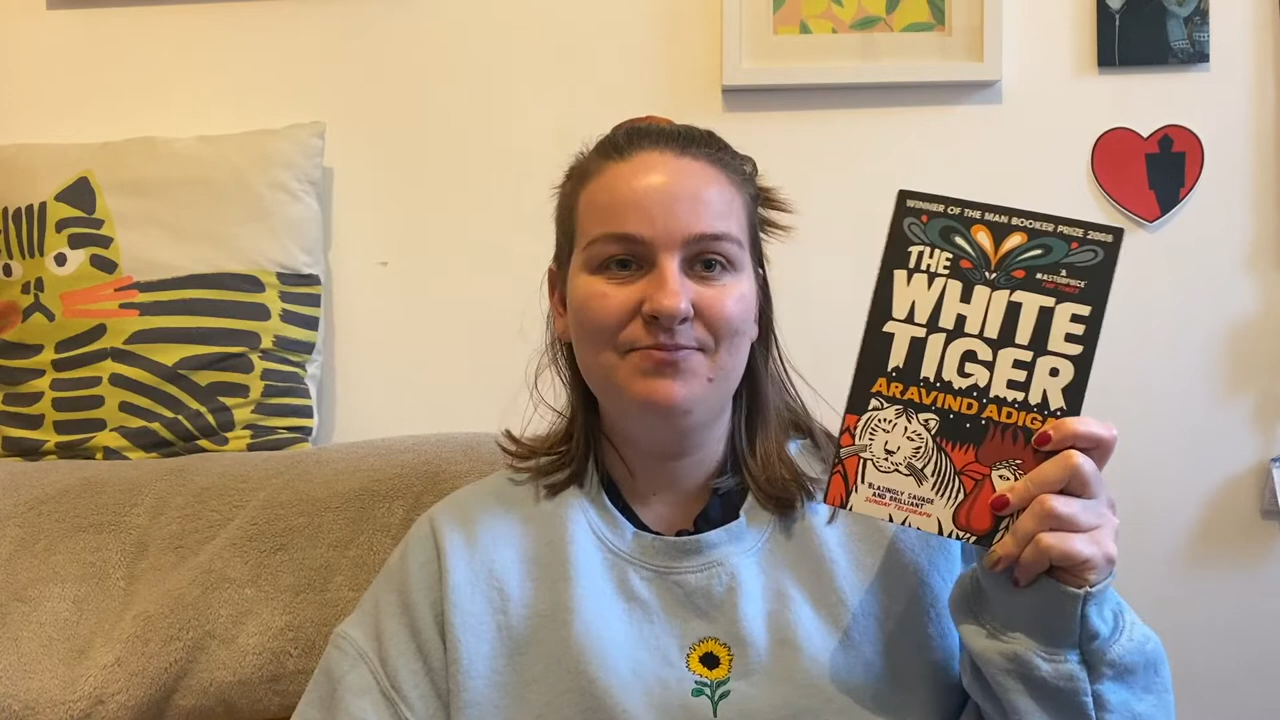 WINNER OF THE MAN BOOKER PRIZE 2008
THE
WHITE
TIGER
'A
MASTERPIECE'
THE TIMES
ARAVIND ADIGA
'BLAZINGLY SAVAGE
AND BRILLIANT'
SUNDAY TELEGRAPH